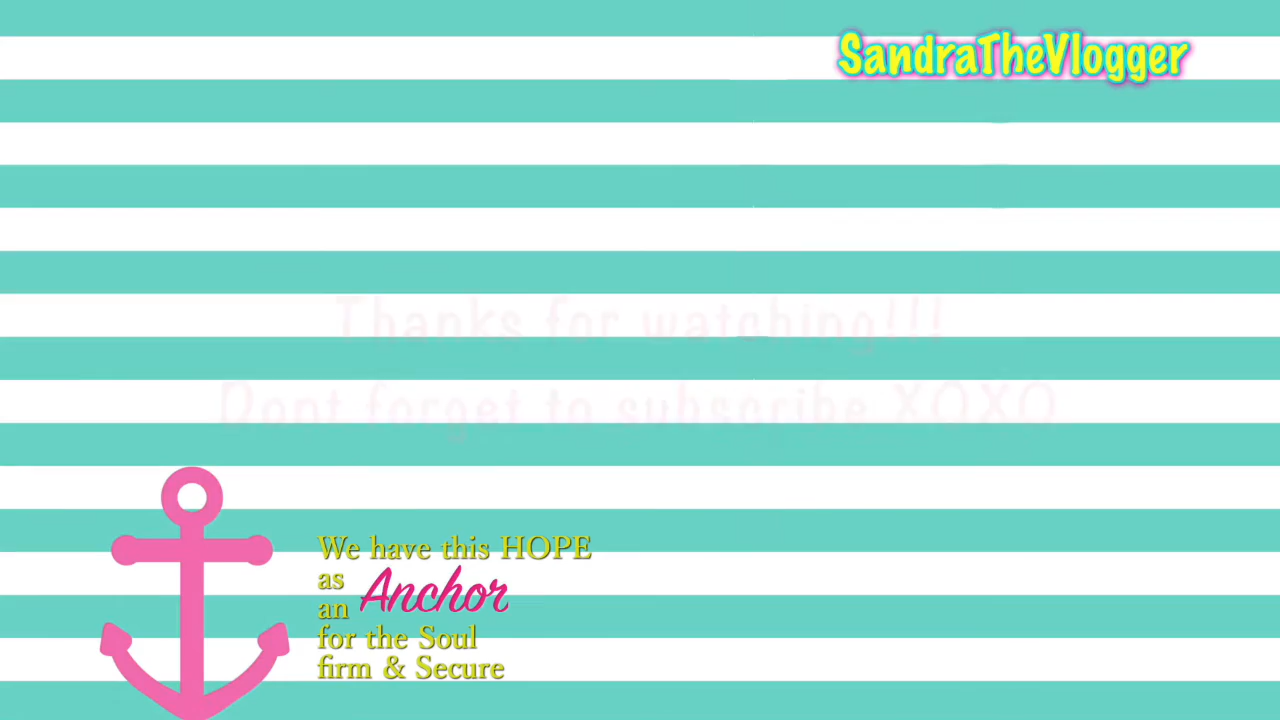 SandraTheVlogger
Thanks for watching!!!
Dont forget to subscribe XOXO
We have this HOPE
as
an Anchor
for the Soul
firm & Secure